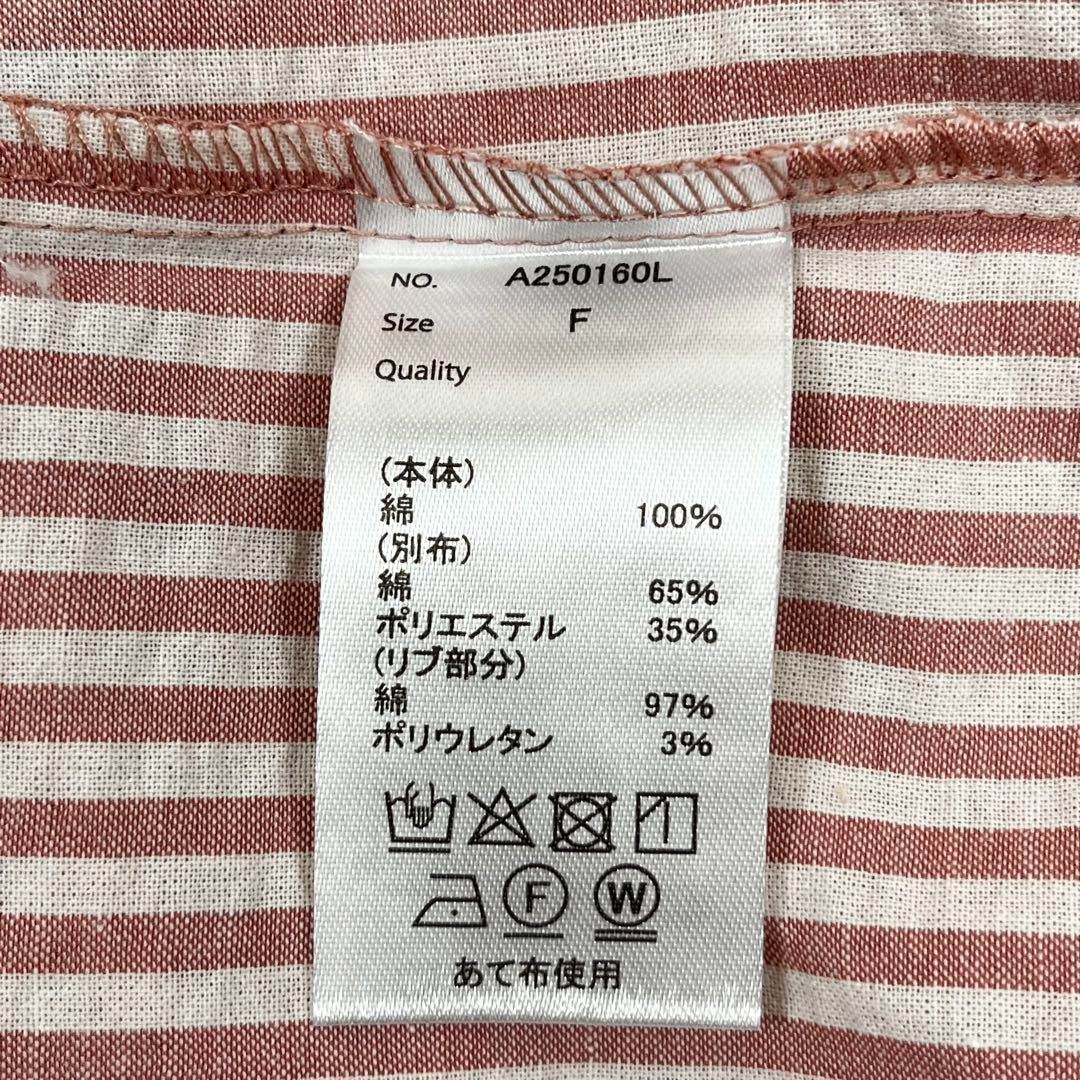 NO. A250160L
Size F
Quality
(本体)
綿 100%
(別布)
綿 65%
ポリエステル 35%
(リブ部分)
綿 97%
ポリウレタン 3%
F W
あて布使用